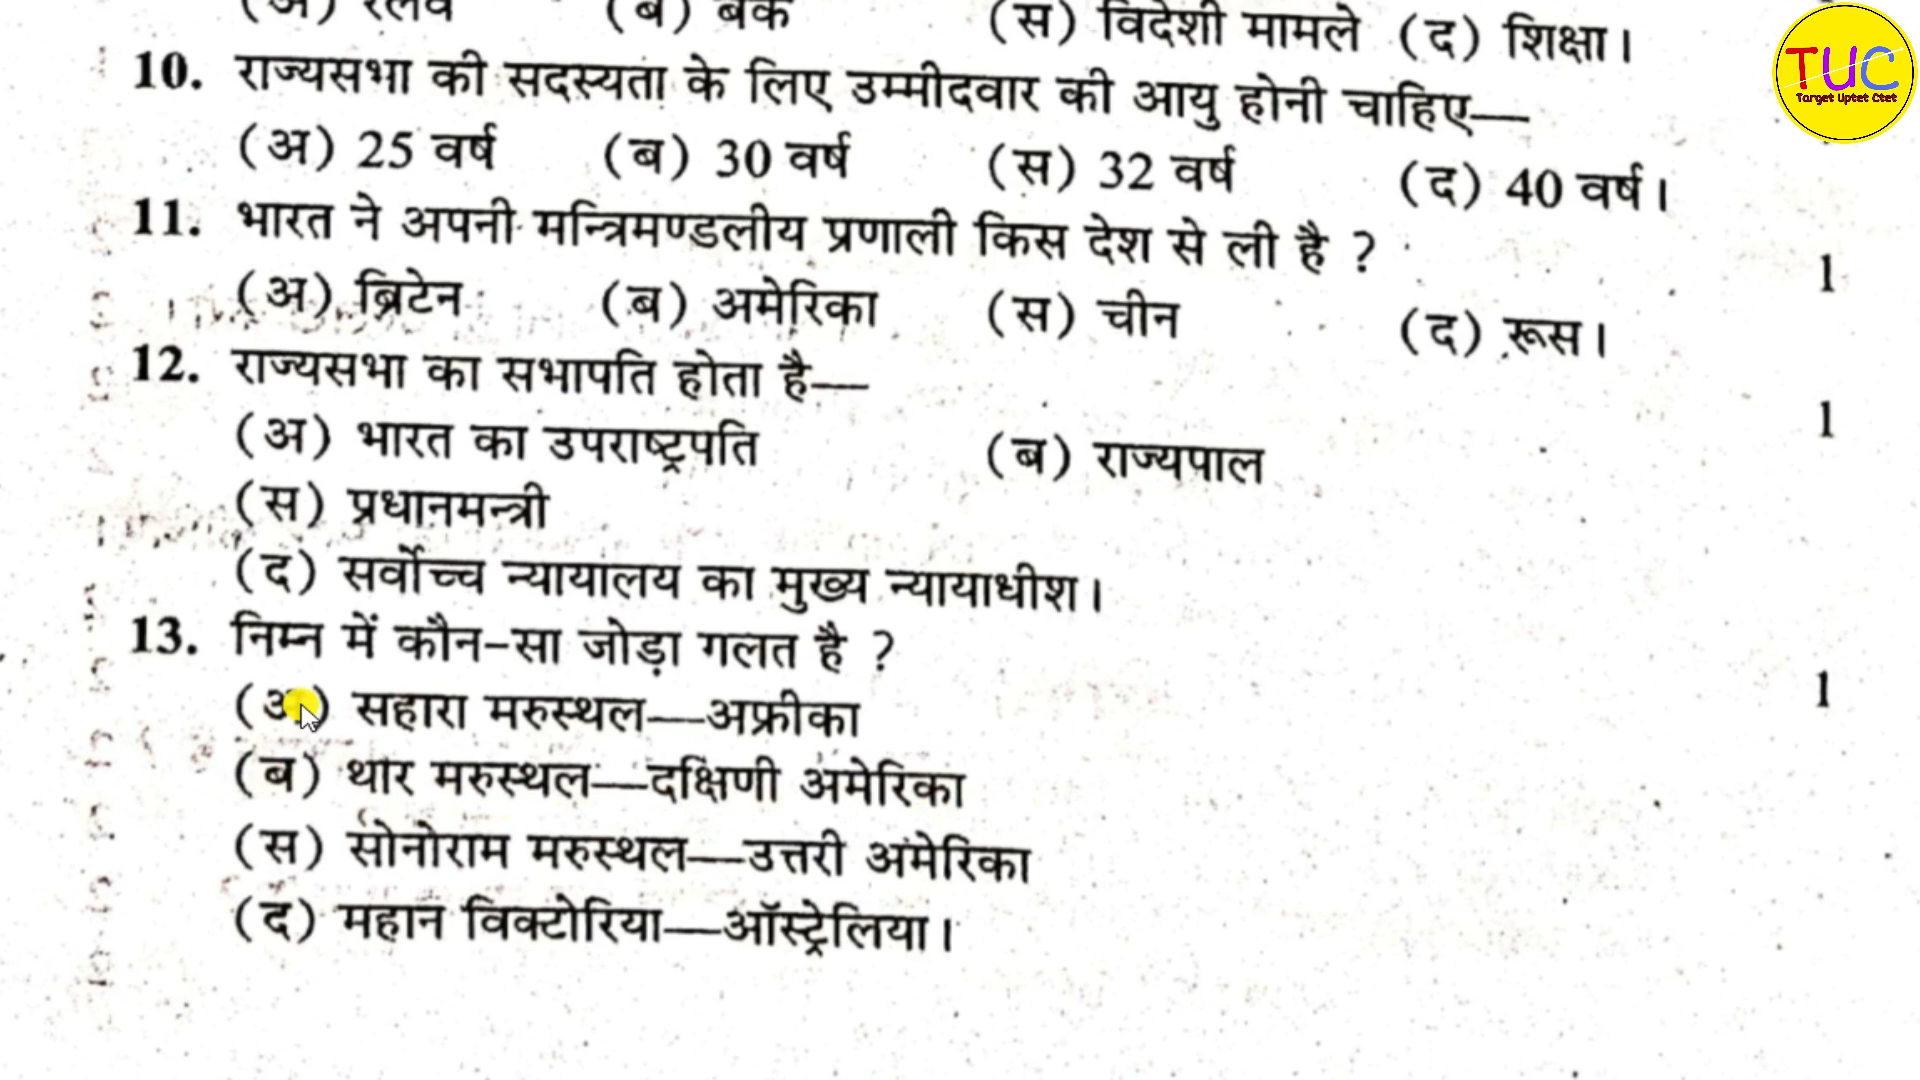 (अ) रेलवे (ब) बैंक (स) विदेशी मामले (द) शिक्षा।
10. राज्यसभा की सदस्यता के लिए उम्मीदवार की आयु होनी चाहिए—
(अ) 25 वर्ष (ब) 30 वर्ष (स) 32 वर्ष (द) 40 वर्ष।
11. भारत ने अपनी मन्त्रिमण्डलीय प्रणाली किस देश से ली है ? 1
(अ) ब्रिटेन (ब) अमेरिका (स) चीन (द) रूस।
12. राज्यसभा का सभापति होता है— 1
(अ) भारत का उपराष्ट्रपति (ब) राज्यपाल
(स) प्रधानमन्त्री
(द) सर्वोच्च न्यायालय का मुख्य न्यायाधीश।
13. निम्न में कौन-सा जोड़ा गलत है ? 1
(अ) सहारा मरुस्थल—अफ्रीका
(ब) थार मरुस्थल—दक्षिणी अमेरिका
(स) सोनोराम मरुस्थल—उत्तरी अमेरिका
(द) महान विक्टोरिया—ऑस्ट्रेलिया।
TUC
Target Uptet Ctet